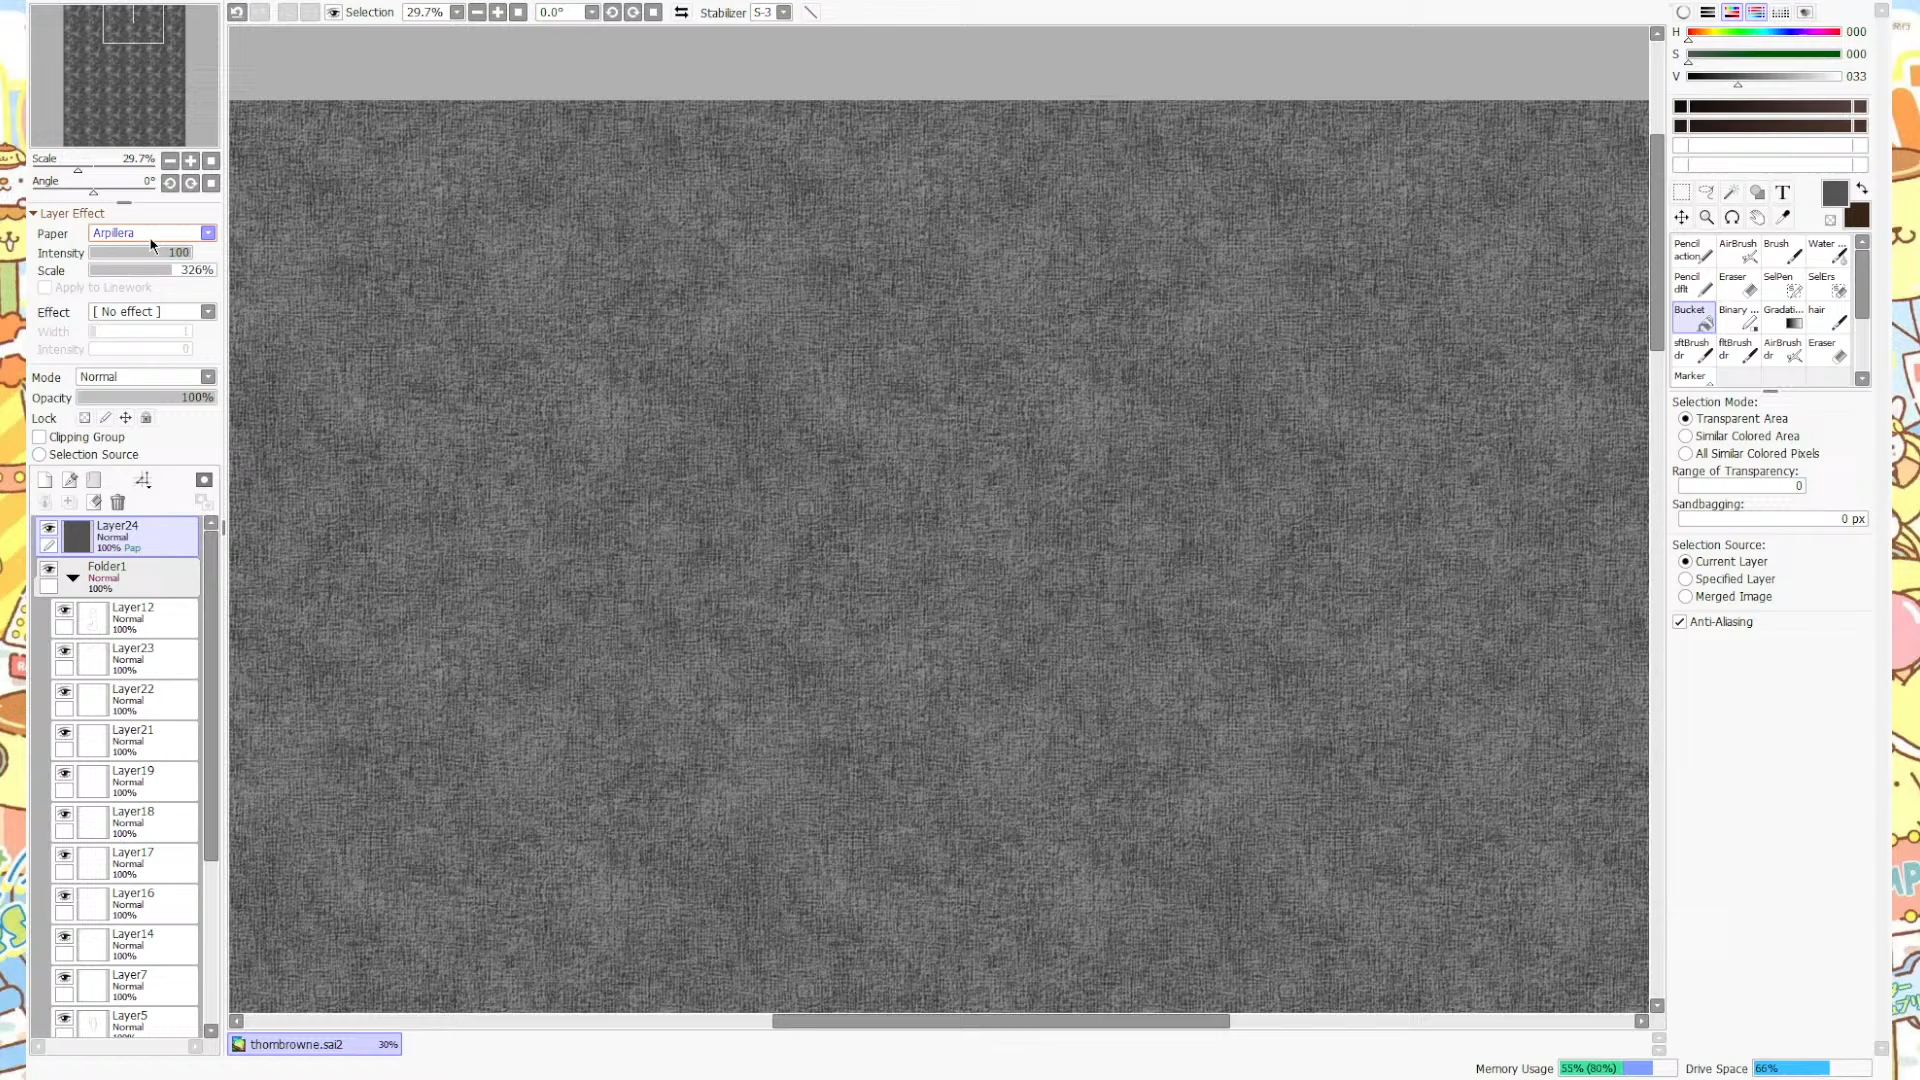 Selection 29.7% 0.0° Stabilizer S-3
Scale 29.7%
Angle 0°
Layer Effect
Paper Arpillera
Intensity 100
Scale 326%
Apply to Linework
Effect [ No effect ]
Width 1
Intensity 0
Mode Normal
Opacity 100%
Lock
Clipping Group
Selection Source
Layer24
Normal
100% Pap
Folder1
Normal
100%
Layer12
Normal
100%
Layer23
Normal
100%
Layer22
Normal
100%
Layer21
Normal
100%
Layer19
Normal
100%
Layer18
Normal
100%
Layer17
Normal
100%
Layer16
Normal
100%
Layer14
Normal
100%
Layer7
Normal
100%
Layer5
Normal
thombrowne.sai2 30%
H 000
S 000
V 033
T
Pencil action AirBrush Brush Water ...
Pencil dflt Eraser SelPen SelErs
Bucket Binary ... Gradati... hair
sftBrush dr fltBrush dr AirBrush dr Eraser
Marker
Selection Mode:
Transparent Area
Similar Colored Area
All Similar Colored Pixels
Range of Transparency:
0
Sandbagging:
0 px
Selection Source:
Current Layer
Specified Layer
Merged Image
Anti-Aliasing
Memory Usage 55% (80%) Drive Space 66%